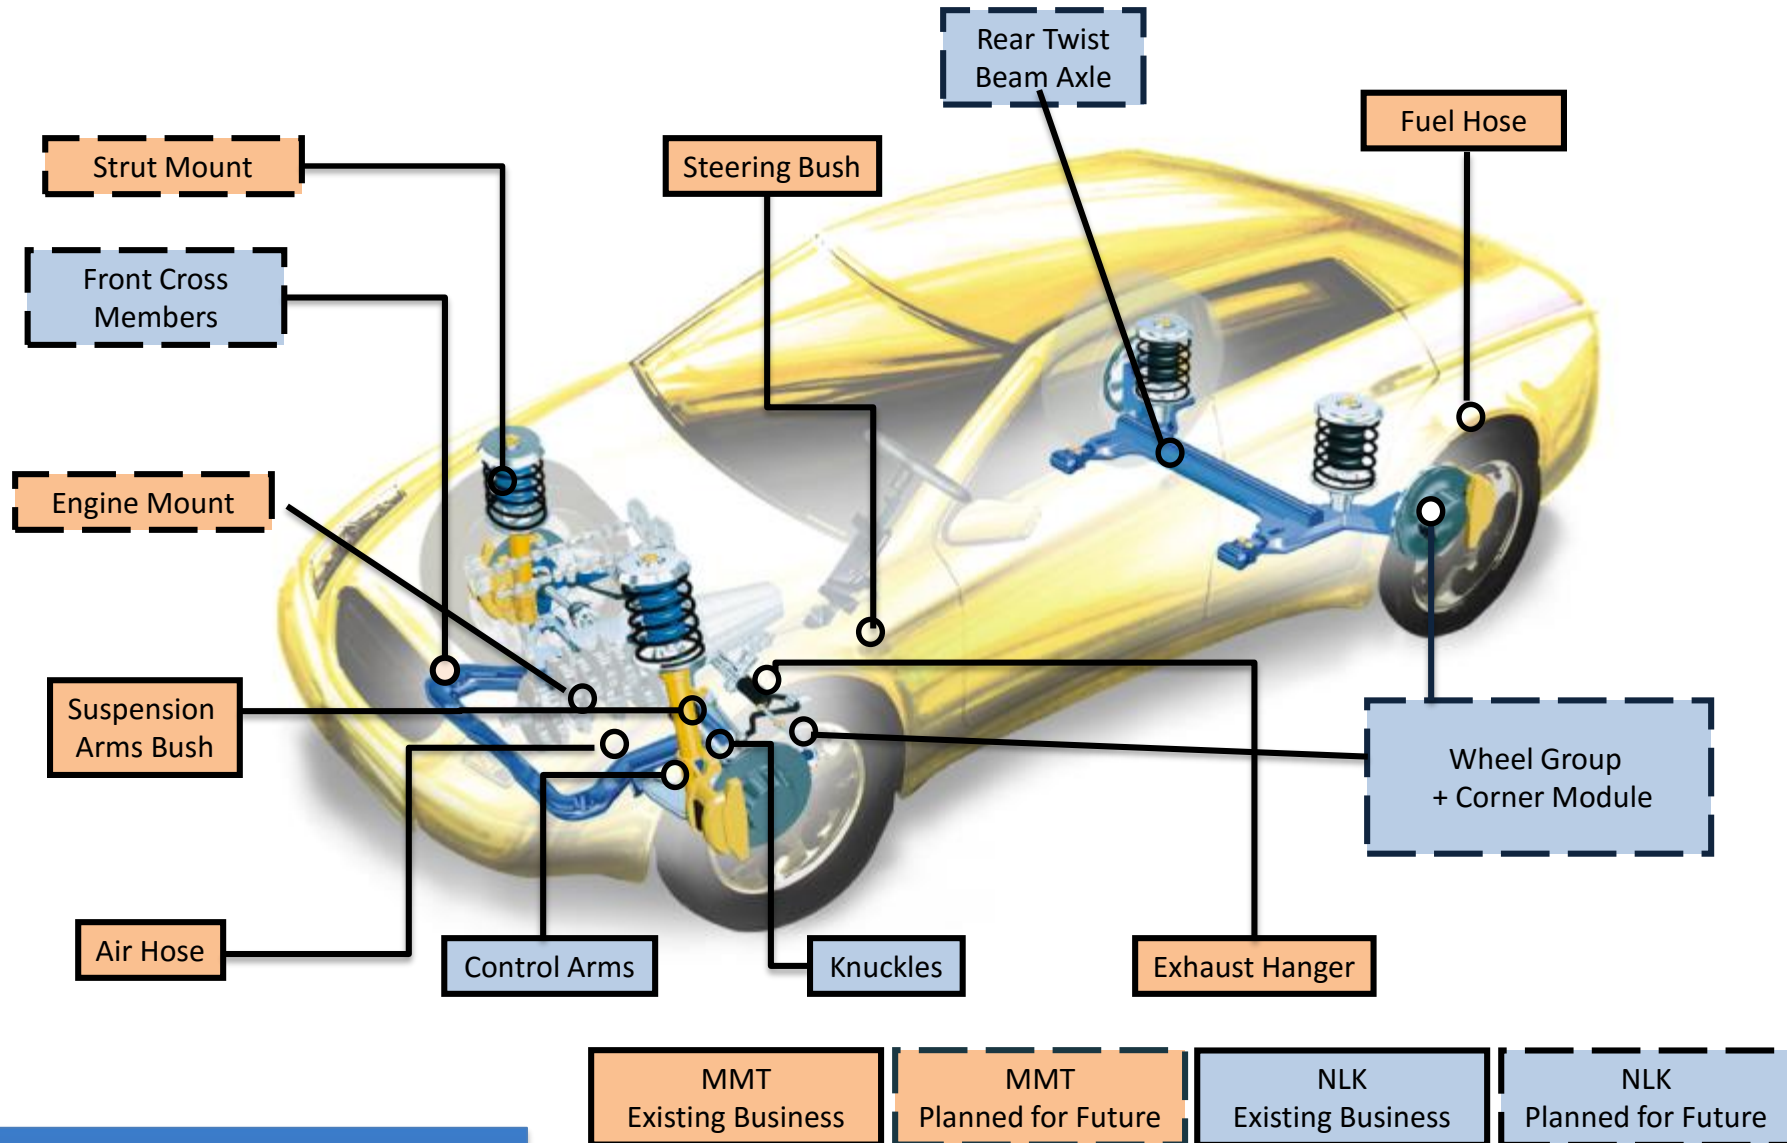 Rear Twist
Beam Axle
Fuel Hose
Strut Mount
Steering Bush
Front Cross
Members
Engine Mount
Suspension
Arms Bush
Wheel Group
+ Corner Module
Air Hose
Control Arms
Knuckles
Exhaust Hanger
MMT
Existing Business
MMT
Planned for Future
NLK
Existing Business
NLK
Planned for Future